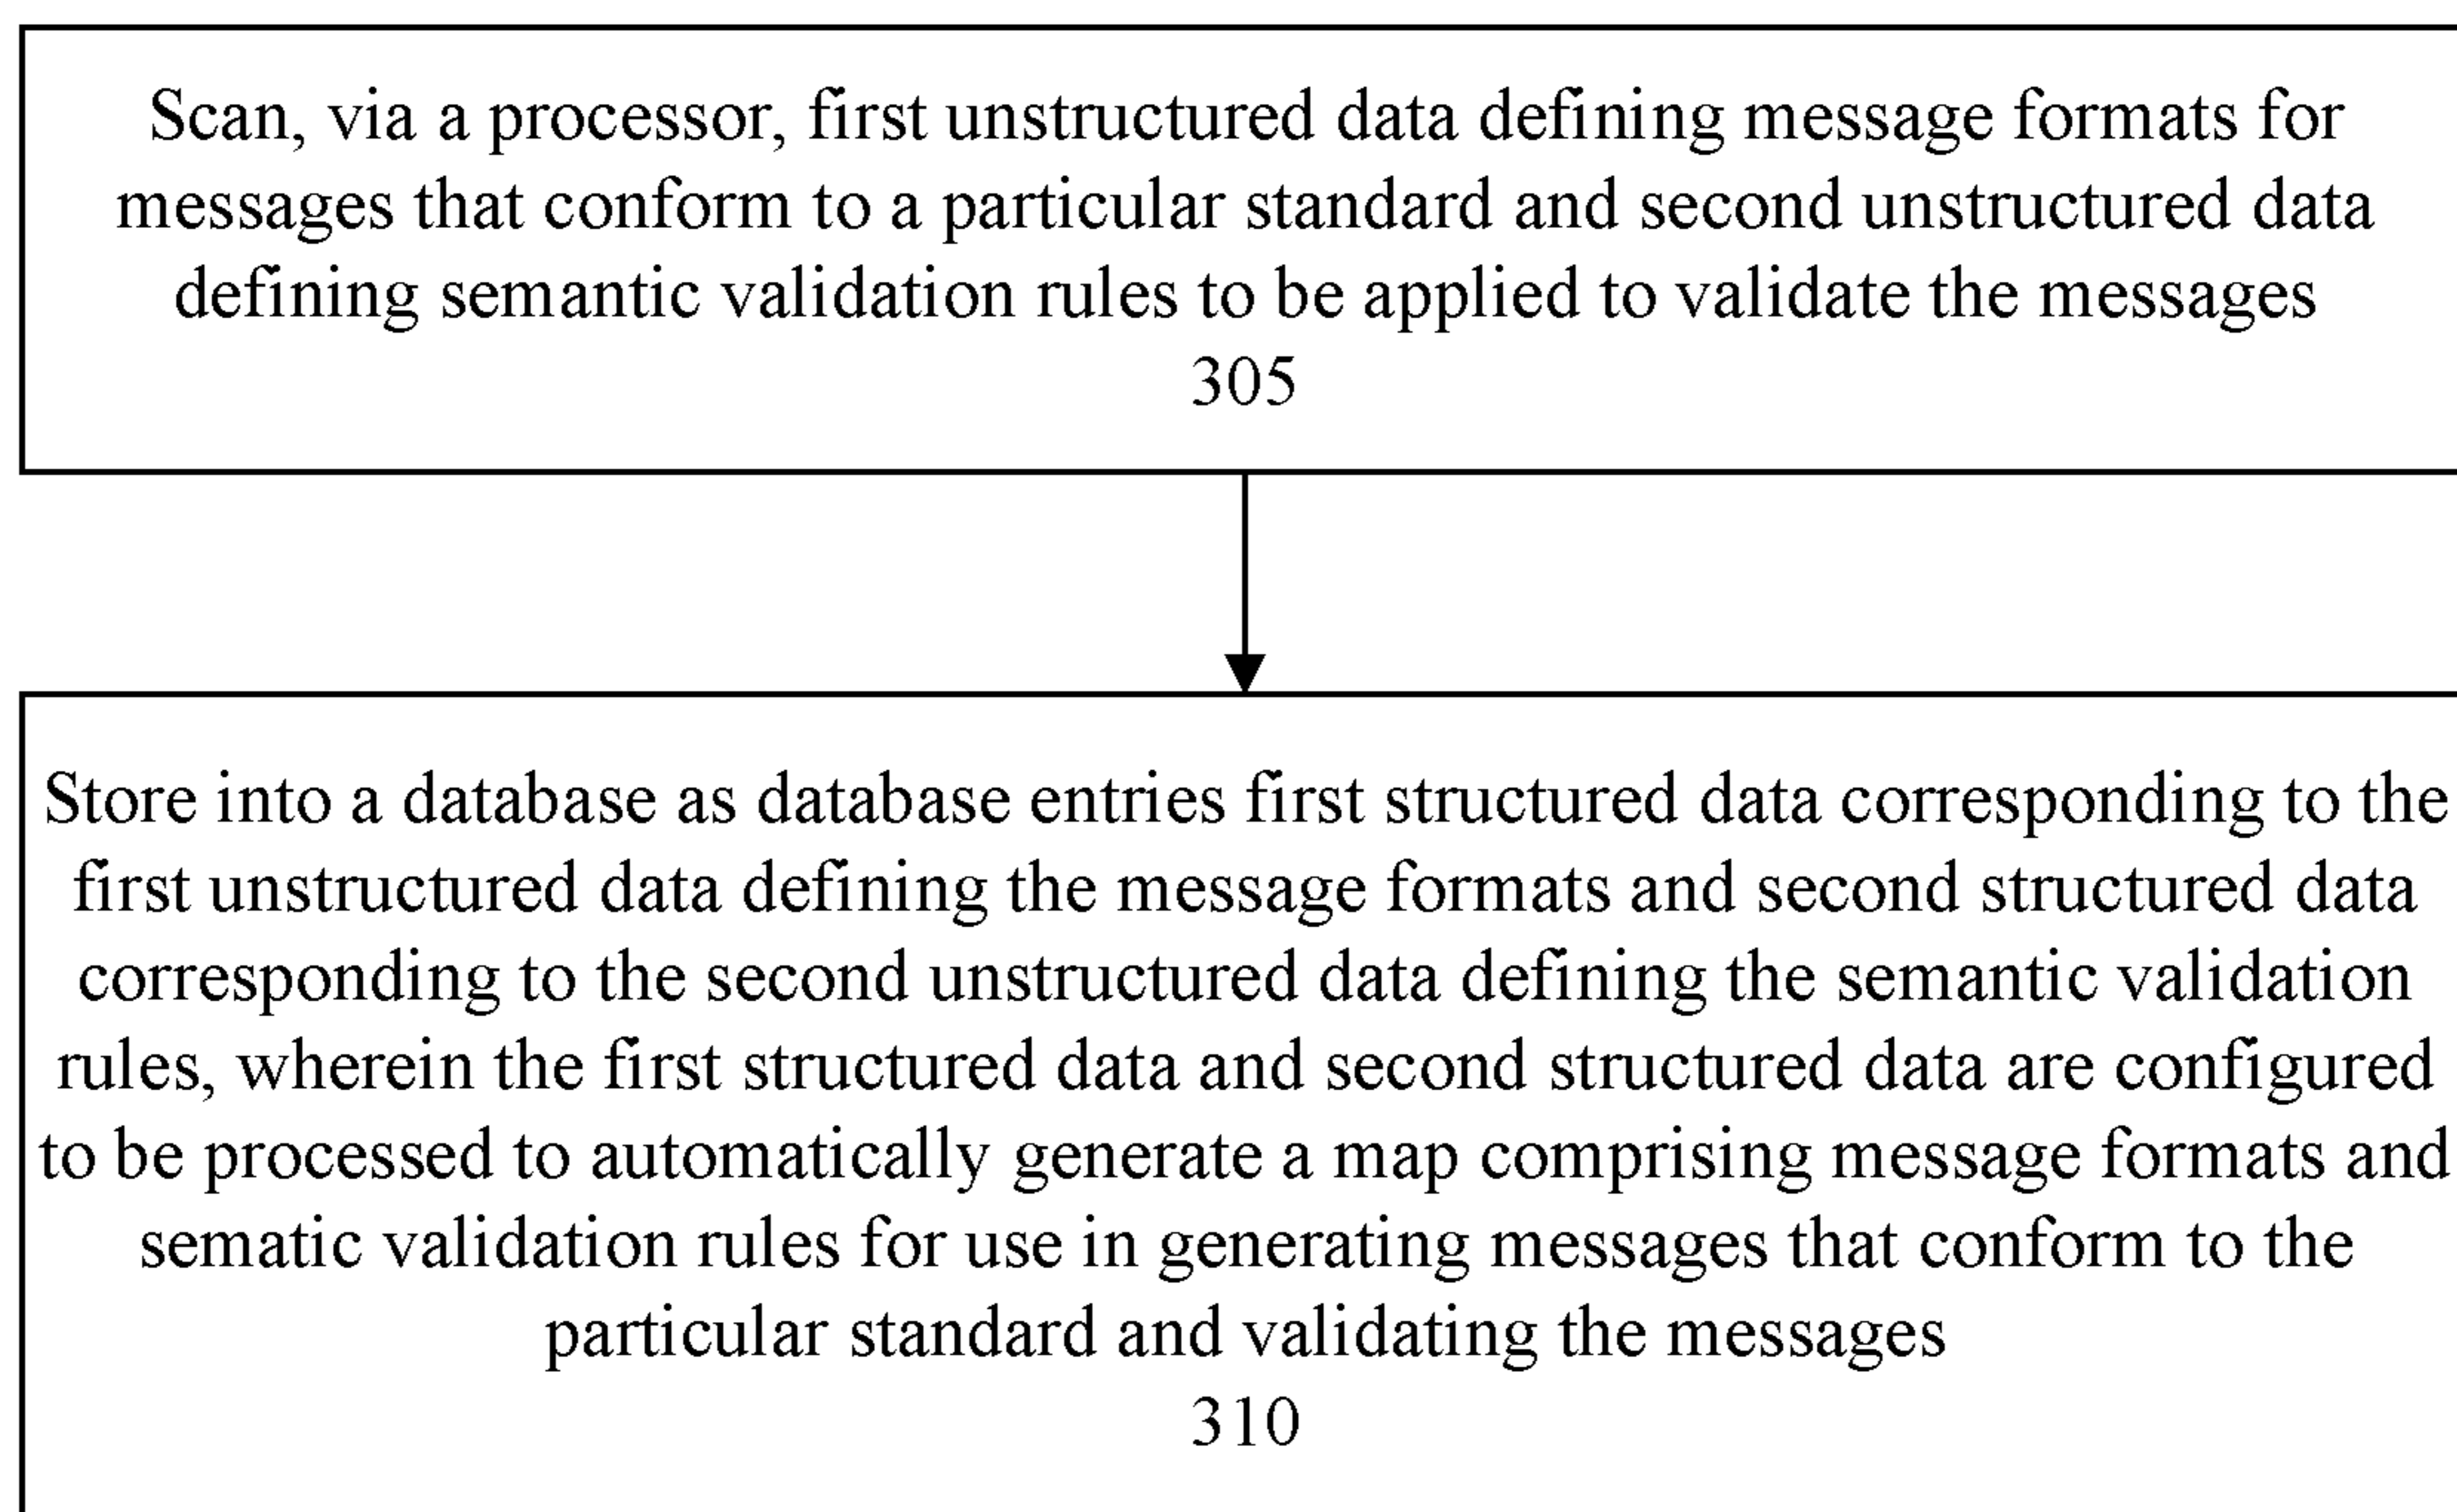 Scan, via a processor, first unstructured data defining message formats for
messages that conform to a particular standard and second unstructured data
defining semantic validation rules to be applied to validate the messages
305
Store into a database as database entries first structured data corresponding to the
first unstructured data defining the message formats and second structured data
corresponding to the second unstructured data defining the semantic validation
rules, wherein the first structured data and second structured data are configured
to be processed to automatically generate a map comprising message formats and
sematic validation rules for use in generating messages that conform to the
particular standard and validating the messages
310